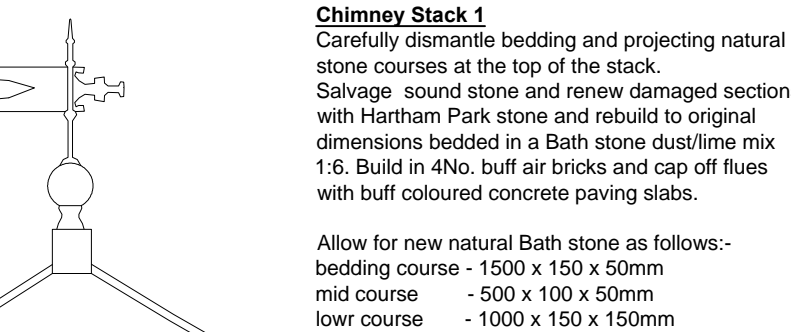 Chimney Stack 1
Carefully dismantle bedding and projecting natural
stone courses at the top of the stack.
Salvage sound stone and renew damaged section
with Hartham Park stone and rebuild to original
dimensions bedded in a Bath stone dust/lime mix
1:6. Build in 4No. buff air bricks and cap off flues
with buff coloured concrete paving slabs.
Allow for new natural Bath stone as follows:-
bedding course - 1500 x 150 x 50mm
mid course - 500 x 100 x 50mm
lowr course - 1000 x 150 x 150mm